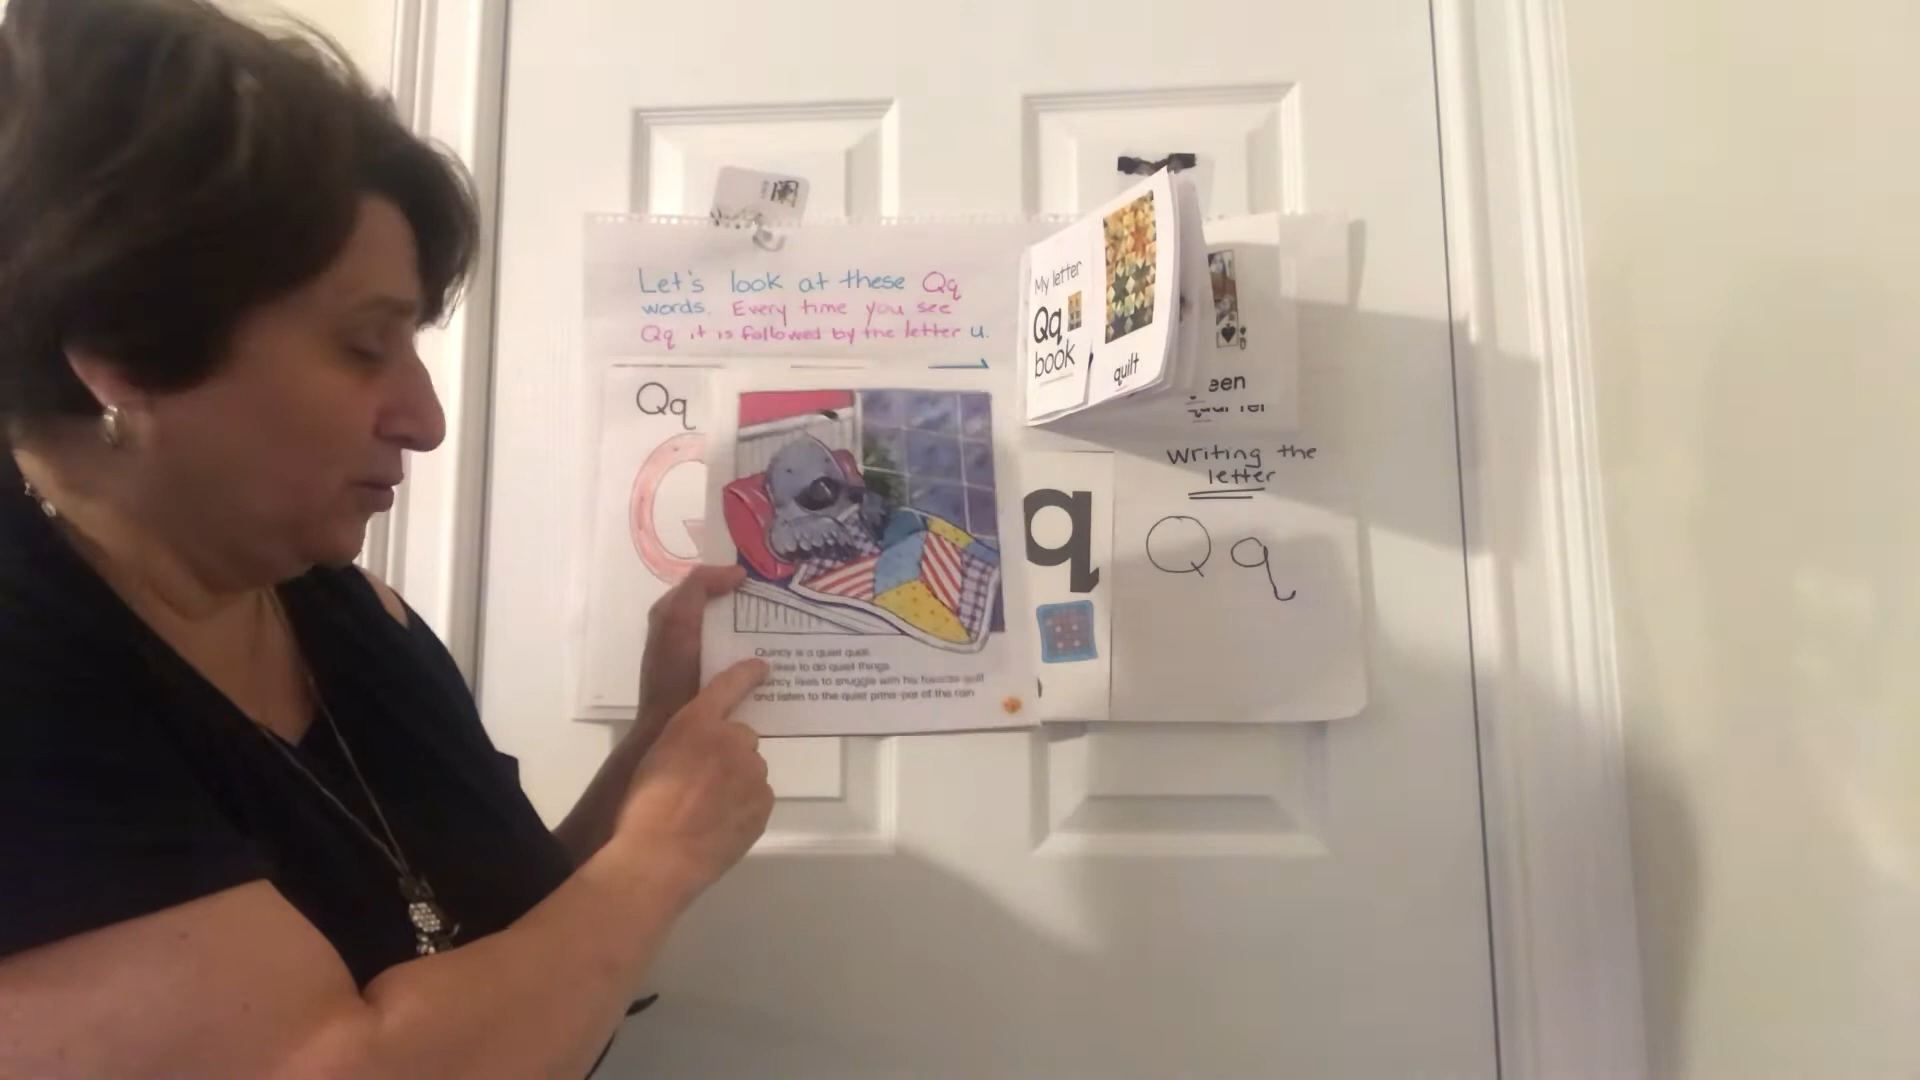 Let's look at these Qq
words. Every time you see
Qq it is followed by the letter u.
Qq
Quincy is a quiet quail.
likes to do quiet things.
Quincy likes to snuggle with his favorite quilt
and listen to the quiet pitter-pat of the rain
My letter
Qq
book
quilt
een
q
writing the
letter
Q q